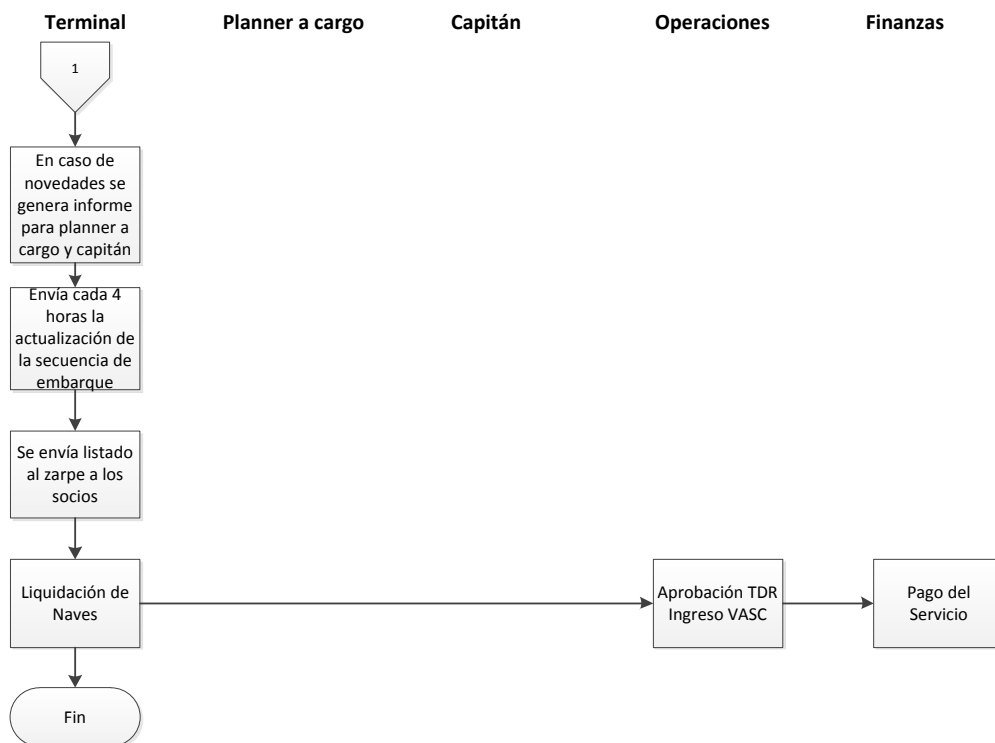 Terminal Planner a cargo Capitán Operaciones Finanzas
1
En caso de
novedades se
genera informe
para planner a
cargo y capitán
Envía cada 4
horas la
actualización de
la secuencia de
embarque
Se envía listado
al zarpe a los
socios
Liquidación de
Naves
Aprobación TDR
Ingreso VASC
Pago del
Servicio
Fin